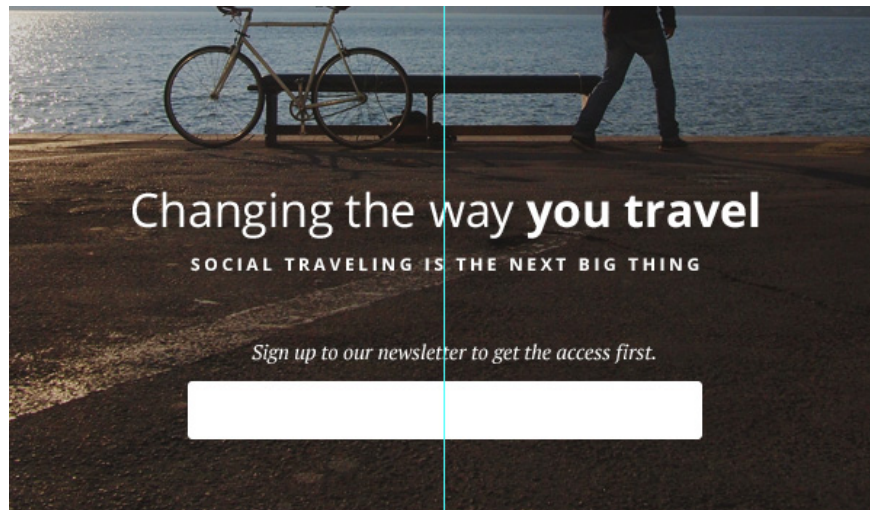 Changing the way you travel
SOCIAL TRAVELING IS THE NEXT BIG THING
Sign up to our newsletter to get the access first.